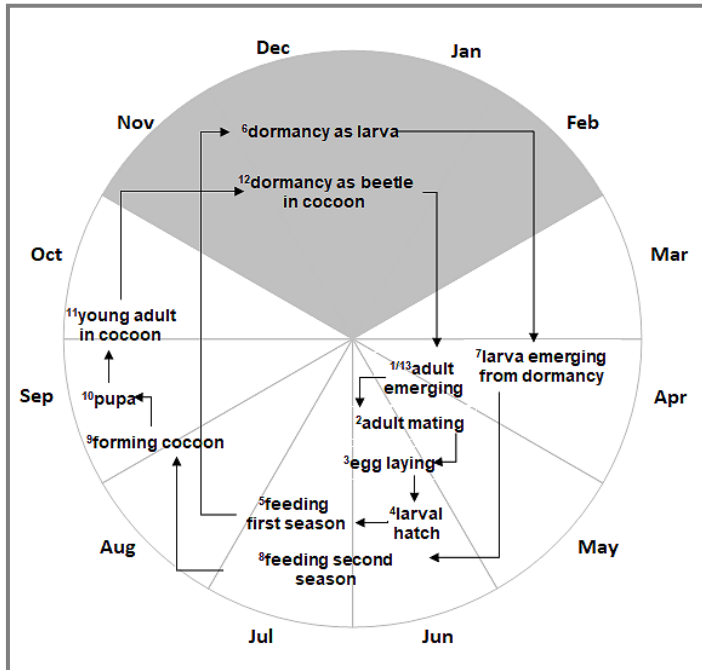 Dec
Jan
Nov
Feb
⁶dormancy as larva
¹²dormancy as beetle
in cocoon
Oct
Mar
¹¹young adult
in cocoon
¹/¹³adult
emerging
⁷larva emerging
from dormancy
Sep
¹⁰pupa
Apr
²adult mating
⁹forming cocoon
³egg laying
⁵feeding
first season
⁴larval
hatch
Aug
May
⁸feeding second
season
Jul
Jun